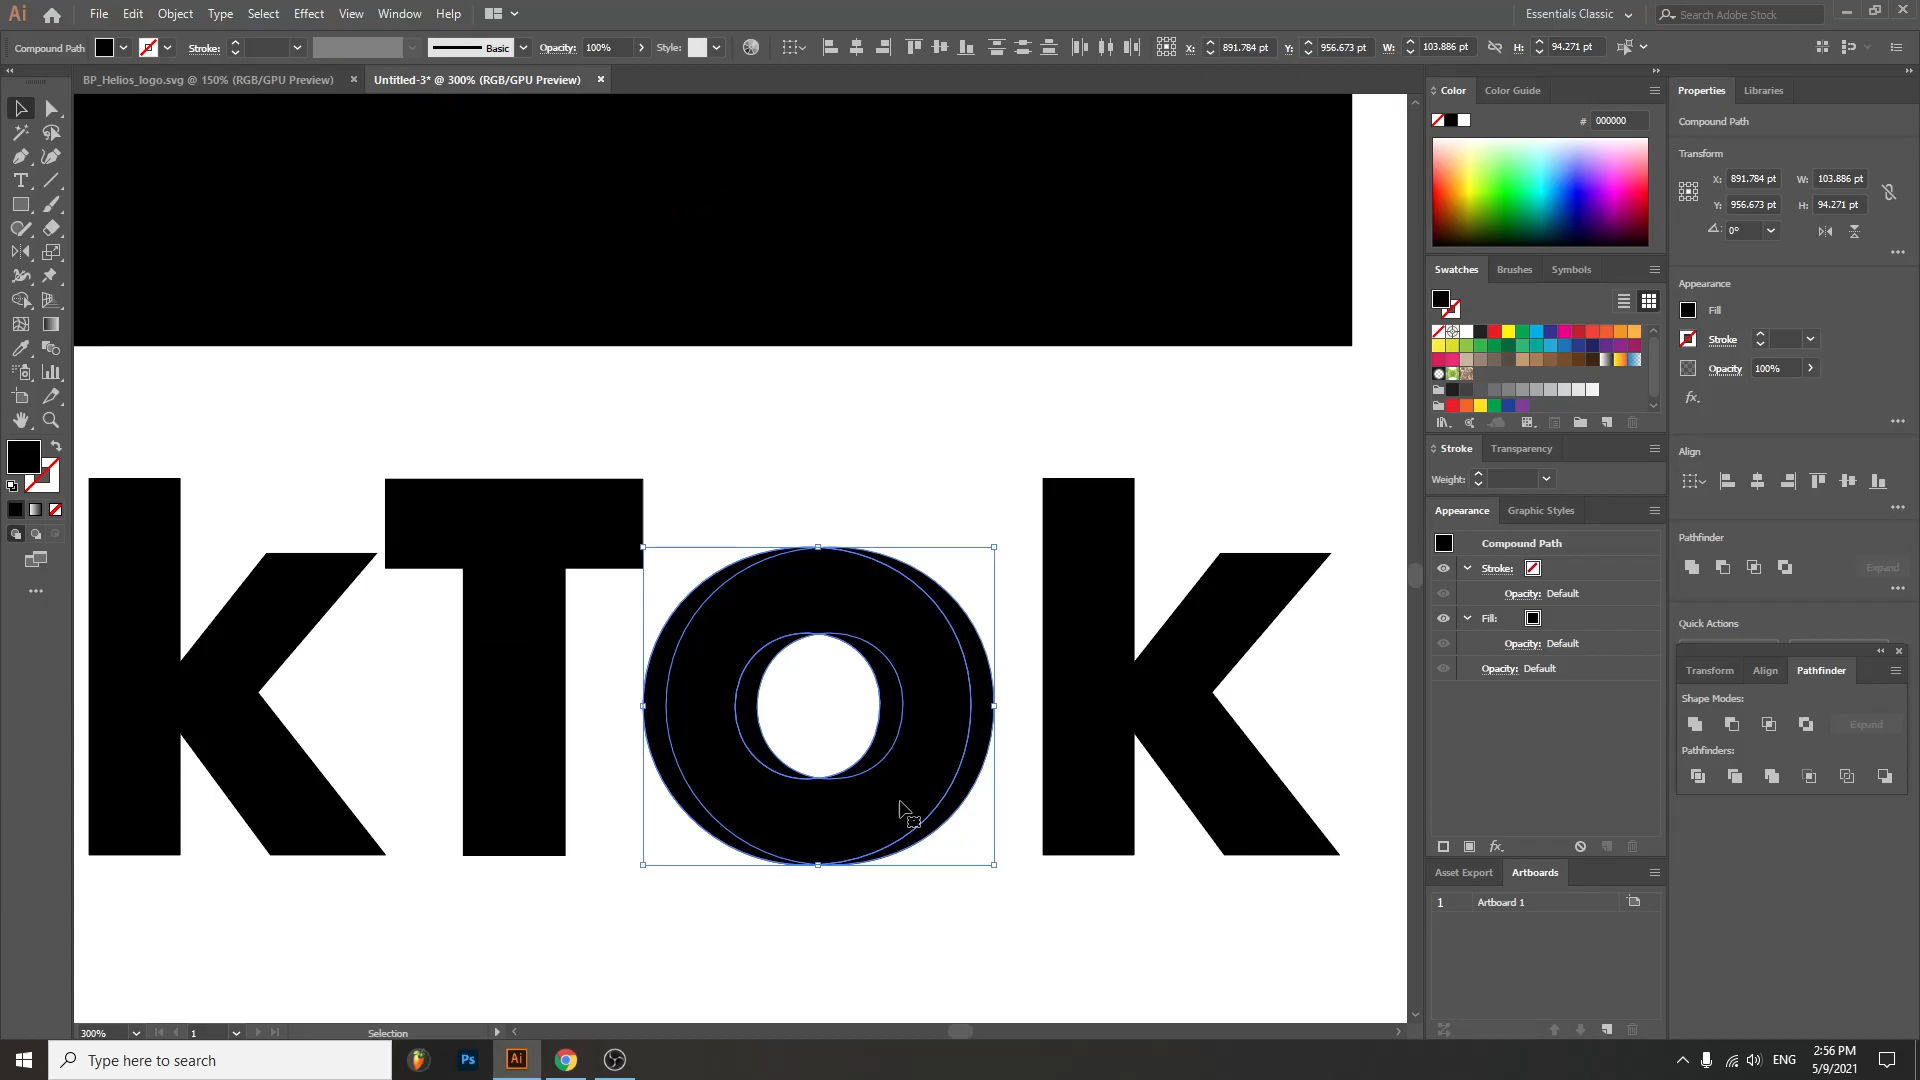 Ai
File Edit Object Type Select Effect View Window Help
Essentials Classic
Search Adobe Stock
Compound Path Stroke: Basic Opacity: 100% Style: X: 891.784 pt Y: 956.673 pt W: 103.886 pt H: 94.271 pt
BP_Helios_logo.svg @ 150% (RGB/GPU Preview) Untitled-3* @ 300% (RGB/GPU Preview)
Color Color Guide
# 000000
Properties Libraries
Compound Path
Transform
X: 891.784 pt W: 103.886 pt
Y: 956.673 pt H: 94.271 pt
0°
Swatches Brushes Symbols
Appearance
Fill
Stroke
Opacity 100%
fx.
Stroke Transparency
Weight:
Align
Appearance Graphic Styles
Compound Path
Stroke:
Opacity: Default
Fill:
Opacity: Default
Opacity: Default
fx.
Pathfinder
Expand
Quick Actions
Transform Align Pathfinder
Shape Modes:
Expand
Pathfinders:
Asset Export Artboards
1 Artboard 1
kTok
300% 1 Selection
Type here to search
Ps
Ai
ENG
2:56 PM
5/9/2021